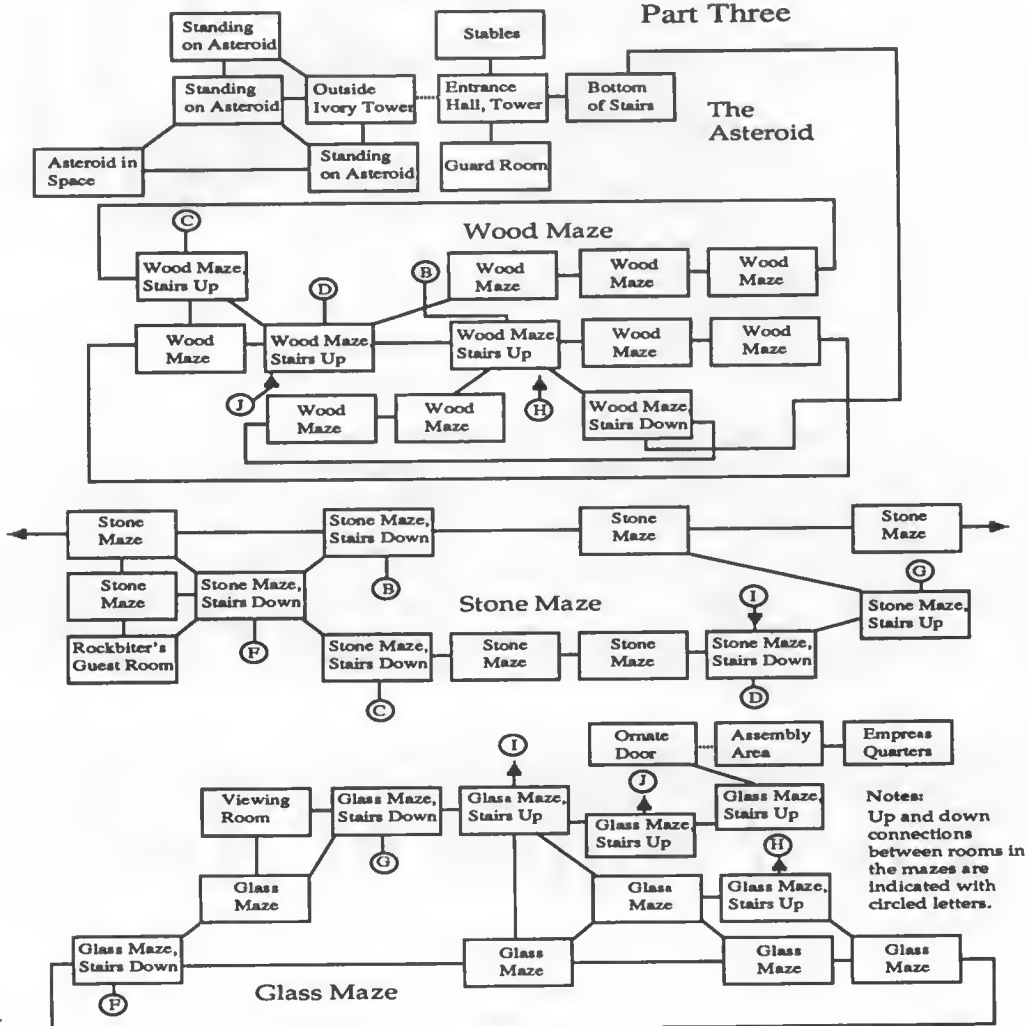 Part Three
Standing
on Asteroid
Stables
Standing
on Asteroid
Outside
Ivory Tower
Entrance
Hall, Tower
Bottom
of Stairs
The
Asteroid
Asteroid in
Space
Standing
on Asteroid
Guard Room
C
Wood Maze
Wood Maze,
Stairs Up
D
B
Wood
Maze
Wood
Maze
Wood
Maze
Wood
Maze
Wood Maze,
Stairs Up
Wood Maze,
Stairs Up
Wood
Maze
Wood
Maze
J
Wood
Maze
Wood
Maze
H
Wood Maze,
Stairs Down
Stone
Maze
Stone Maze,
Stairs Down
Stone
Maze
Stone
Maze
Stone
Maze
Stone Maze,
Stairs Down
B
Stone Maze
I
G
Stone Maze,
Stairs Up
Rockbiter's
Guest Room
F
Stone Maze,
Stairs Down
Stone
Maze
Stone
Maze
Stone Maze,
Stairs Down
C
D
Ornate
Door
Assembly
Area
Empress
Quarters
I
J
Viewing
Room
Glass Maze,
Stairs Down
Glass Maze,
Stairs Up
Glass Maze,
Stairs Up
Glass Maze,
Stairs Up
G
H
Notes:
Up and down
connections
between rooms in
the mazes are
indicated with
circled letters.
Glass
Maze
Glass
Maze
Glass Maze,
Stairs Up
Glass Maze,
Stairs Down
Glass
Maze
Glass
Maze
Glass
Maze
F
Glass Maze